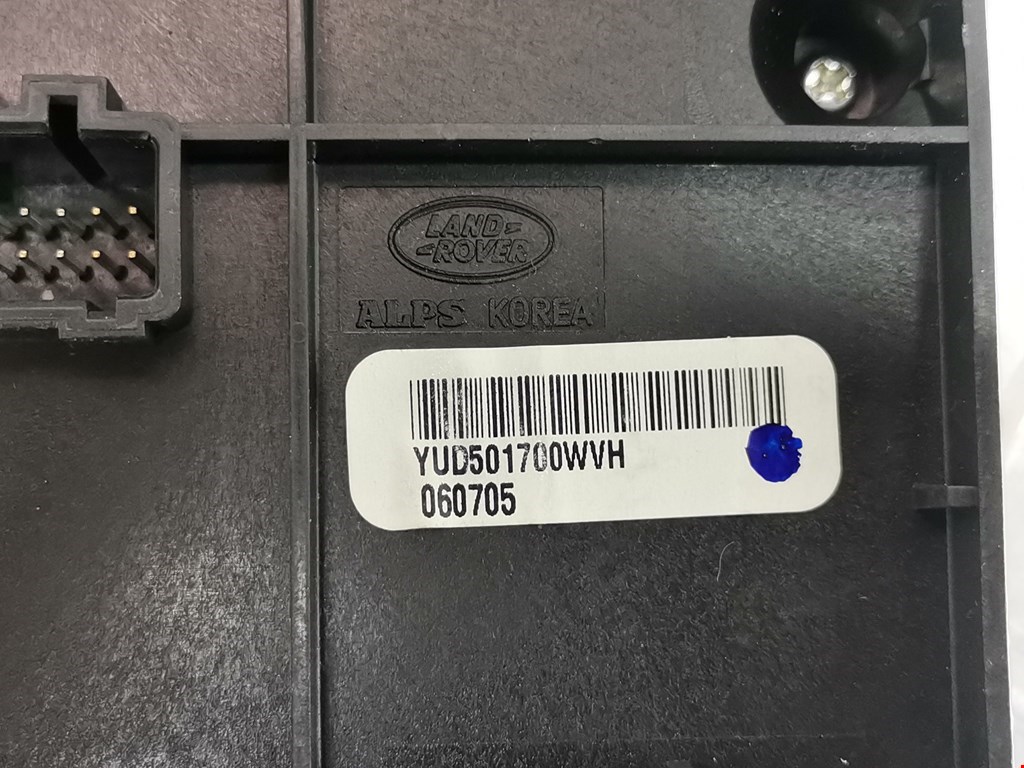 LAND
ROVER
ALPS KOREA
YUD501700WVH
060705